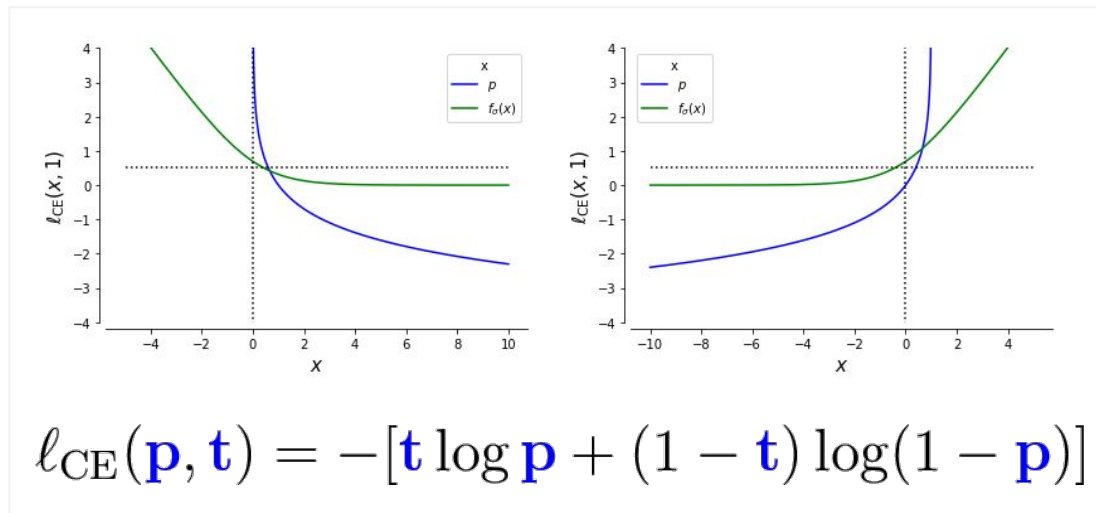 4
3
2
1
0
−1
−2
−3
−4
ℓCE(x, 1)
x
p
fσ(x)
−4 −2 0 2 4 6 8 10
x
4
3
2
1
0
−1
−2
−3
−4
ℓCE(x, 1)
x
p
fσ(x)
−10 −8 −6 −4 −2 0 2 4
x
ℓCE(p, t) = −[t log p + (1 − t) log(1 − p)]